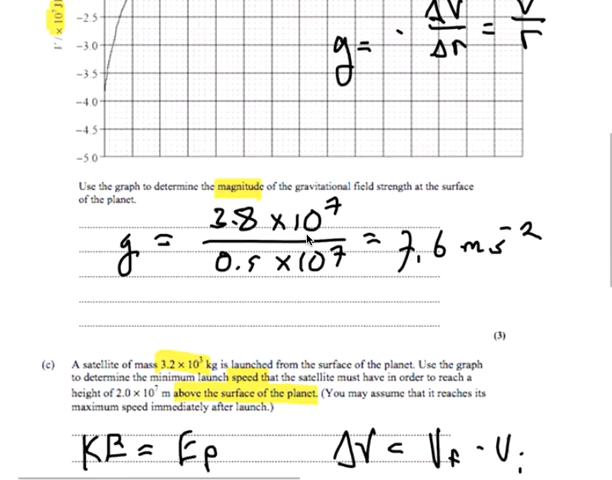 -2.5
V / × 10⁷ J
-3.0
-3.5
-4.0
-4.5
-5.0
g = - ΔV/Δr = V/r
Use the graph to determine the magnitude of the gravitational field strength at the surface
of the planet.
g = 3.8 × 10⁷ / 0.5 × 10⁷ = 7.6 ms⁻²
(3)
(c) A satellite of mass 3.2 × 10³ kg is launched from the surface of the planet. Use the graph
to determine the minimum launch speed that the satellite must have in order to reach a
height of 2.0 × 10⁷ m above the surface of the planet. (You may assume that it reaches its
maximum speed immediately after launch.)
KE = Ep ΔV = Vf - Vi